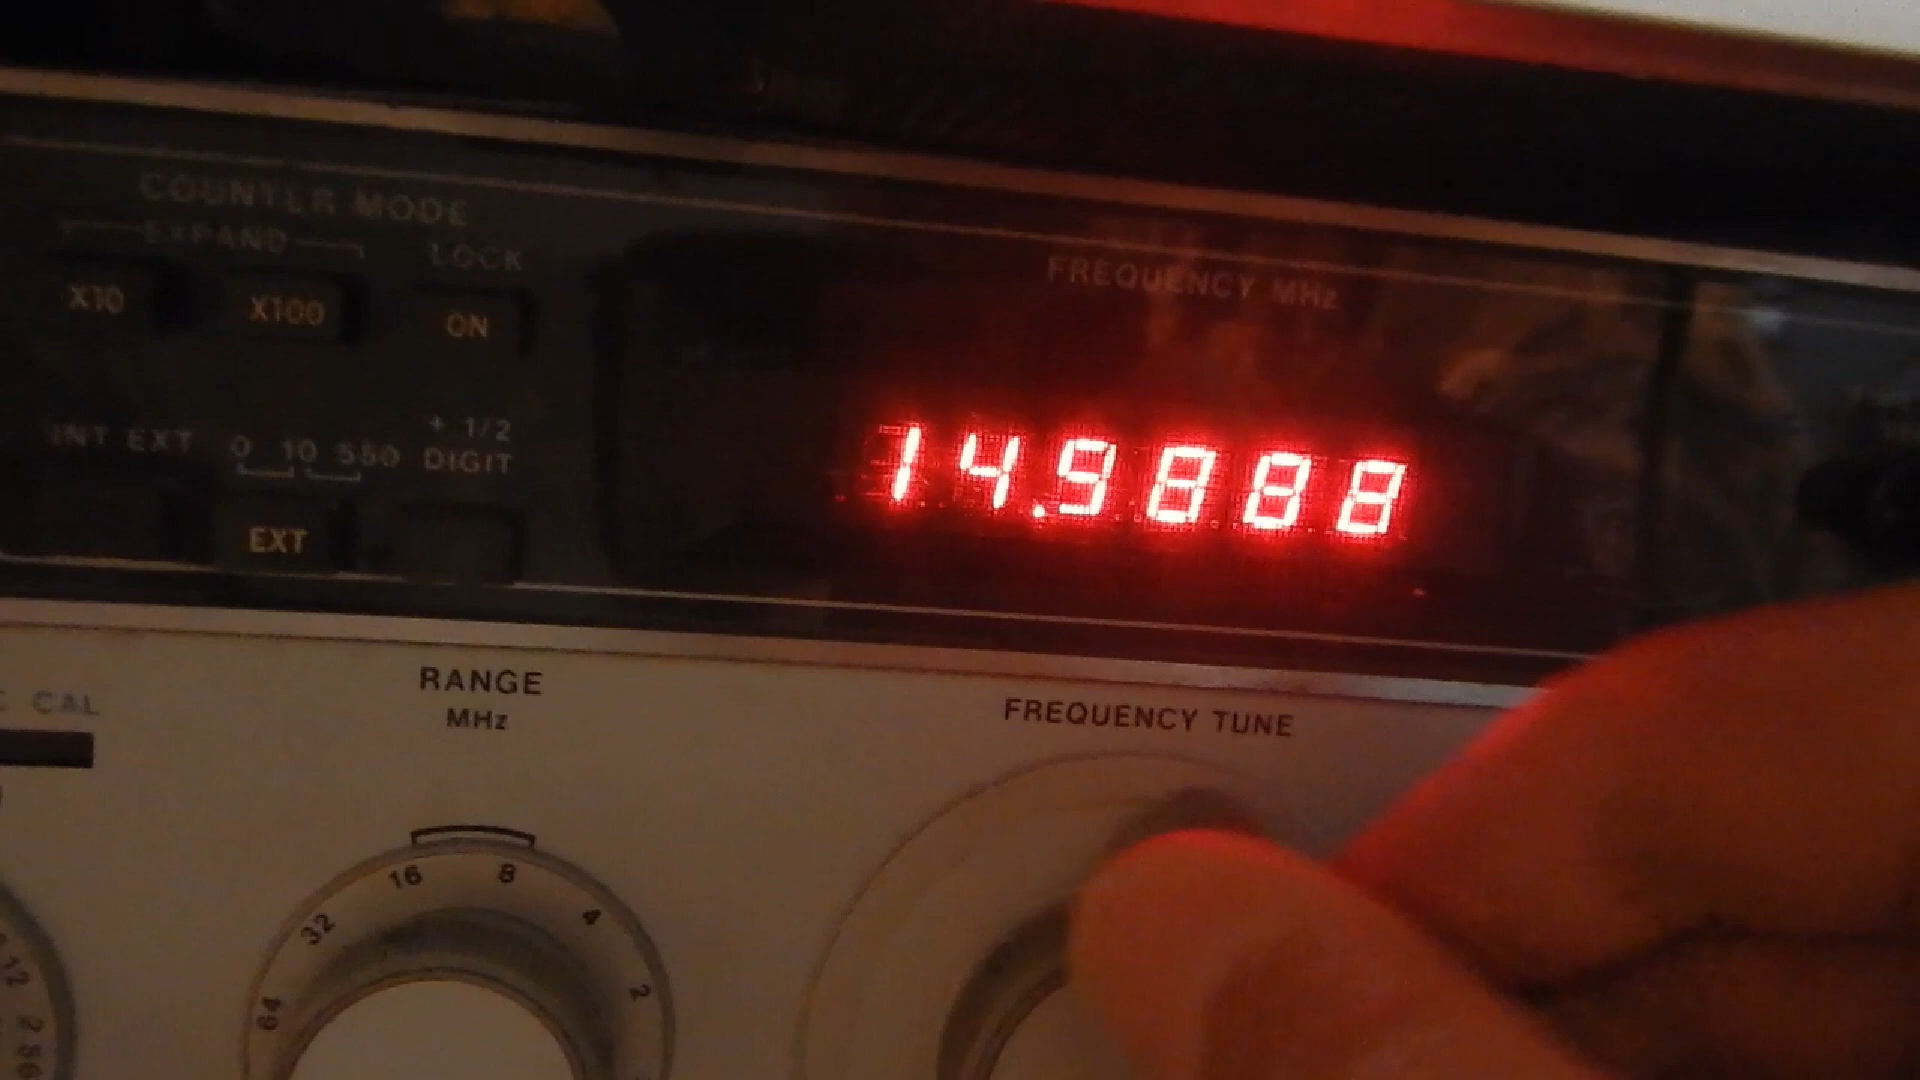 COUNTER MODE
EXPAND
LOCK
X10
X100
ON
FREQUENCY MHz
INT EXT
0 10 550
+ 1/2
DIGIT
EXT
14.9888
CAL
RANGE
MHz
FREQUENCY TUNE
64
32
16
8
4
2